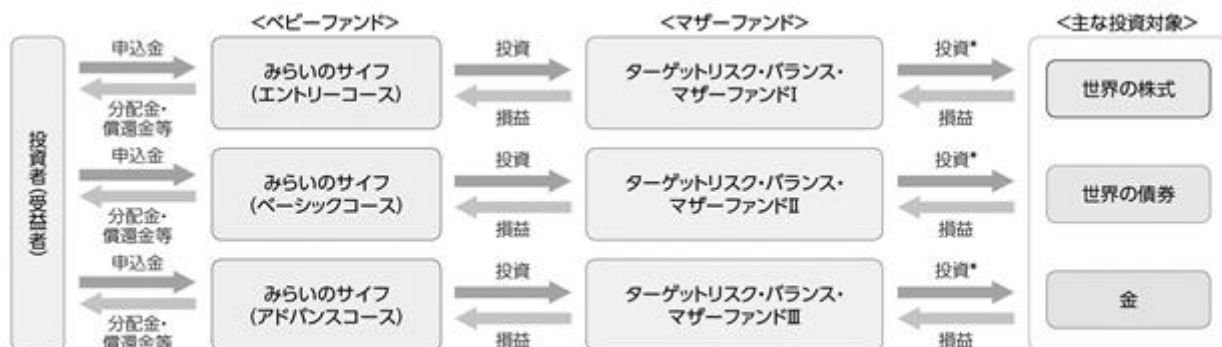 <ベビーファンド>
<マザーファンド>
<主な投資対象>
投資者(受益者)
申込金
分配金・
償還金等
みらいのサイフ
(エントリーコース)
投資
損益
ターゲットリスク・バランス・
マザーファンドⅠ
投資*
損益
世界の株式
申込金
分配金・
償還金等
みらいのサイフ
(ベーシックコース)
投資
損益
ターゲットリスク・バランス・
マザーファンドⅡ
投資*
損益
世界の債券
申込金
分配金・
償還金等
みらいのサイフ
(アドバンスコース)
投資
損益
ターゲットリスク・バランス・
マザーファンドⅢ
投資*
損益
金